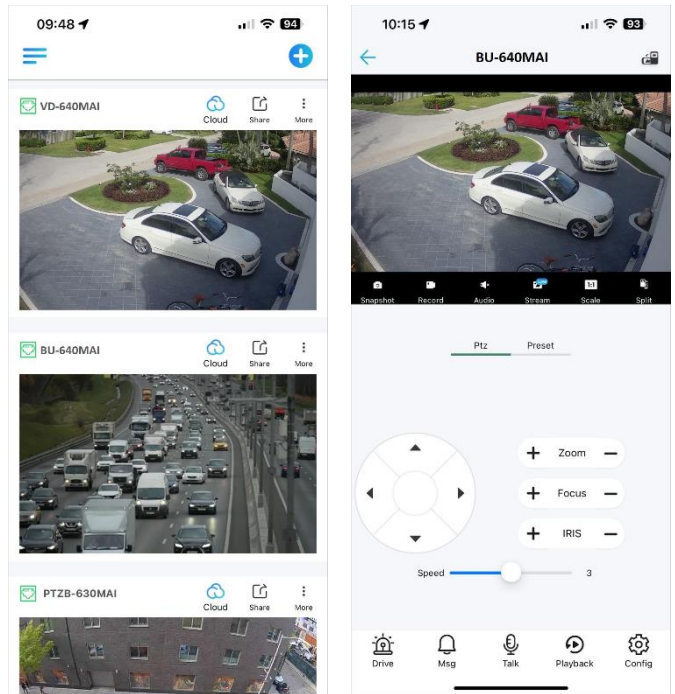 09:48
94
VD-640MAI
Cloud
Share
More
BU-640MAI
Cloud
Share
More
PTZB-630MAI
Cloud
Share
More
10:15
93
BU-640MAI
Snapshot
Record
Audio
Stream
1:1
Scale
Split
Ptz
Preset
Zoom
Focus
IRIS
Speed
3
Drive
Msg
Talk
Playback
Config